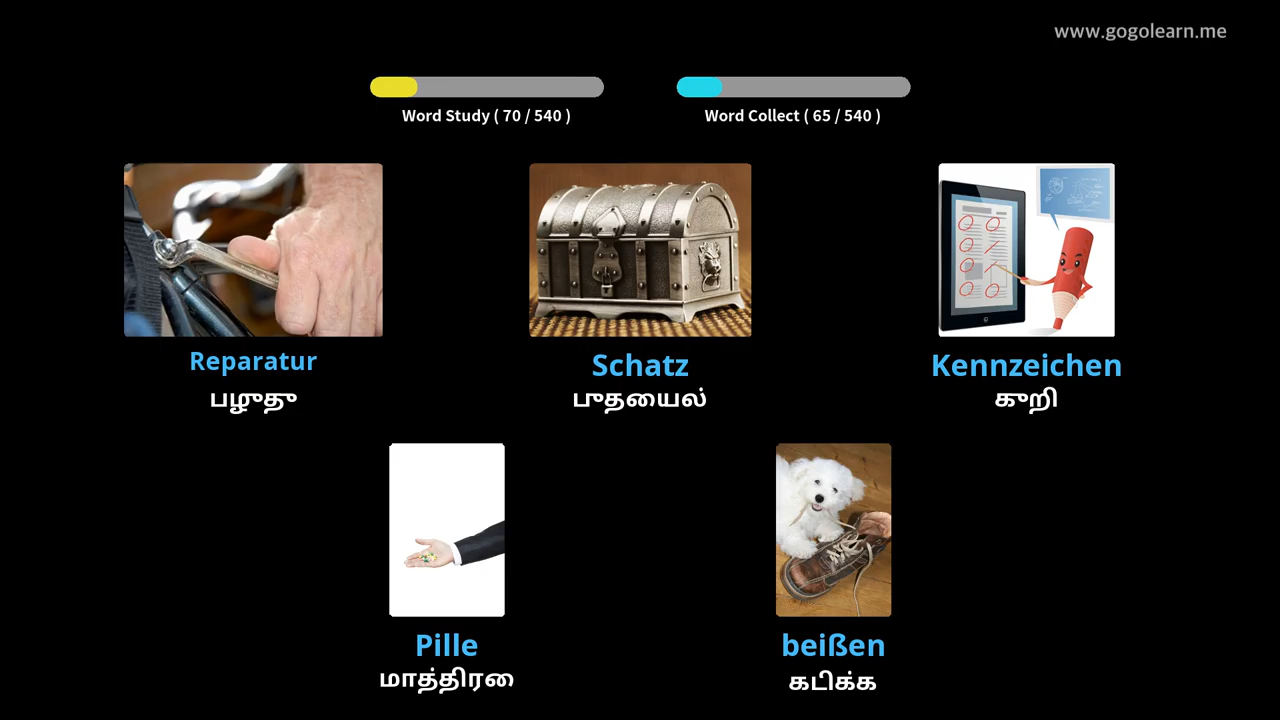 www.gogolearn.me
Word Study ( 70 / 540 )
Word Collect ( 65 / 540 )
Reparatur
Schatz
Kennzeichen
பழுது
புதையல்
குறி
Pille
beißen
மாத்திரை
கடிக்க